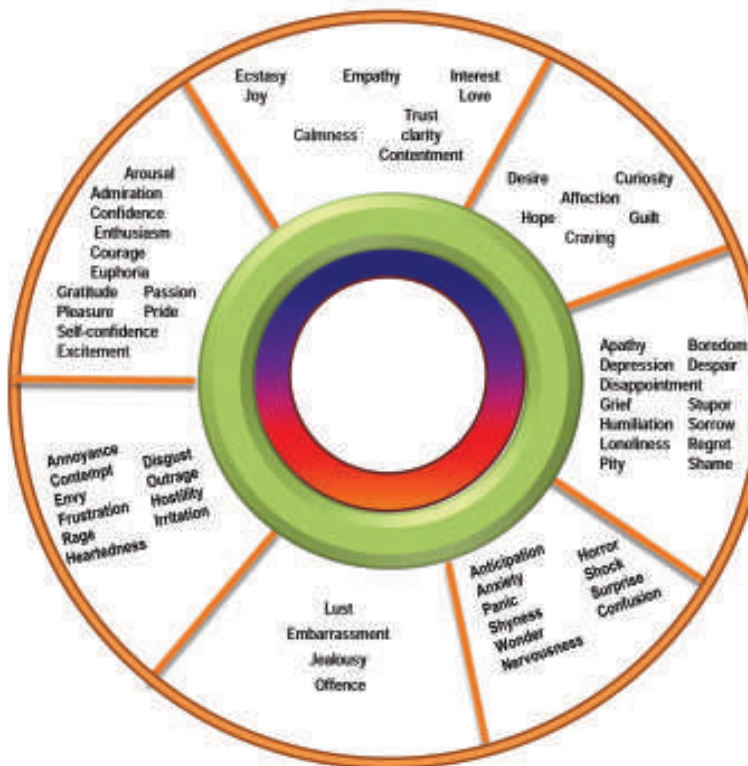 Ecstasy Empathy Interest
Joy Love
Trust
Calmness clarity
Contentment
Desire Curiosity
Affection
Hope Guilt
Craving
Apathy Boredom
Depression Despair
Disappointment
Grief Stupor
Humiliation Sorrow
Loneliness Regret
Pity Shame
Anticipation Horror
Anxiety Shock
Panic Surprise
Shyness Confusion
Wonder
Nervousness
Lust
Embarrassment
Jealousy
Offence
Annoyance Disgust
Contempt Outrage
Envy Hostility
Frustration Irritation
Rage
Heartedness
Arousal
Admiration
Confidence
Enthusiasm
Courage
Euphoria
Gratitude Passion
Pleasure Pride
Self-confidence
Excitement